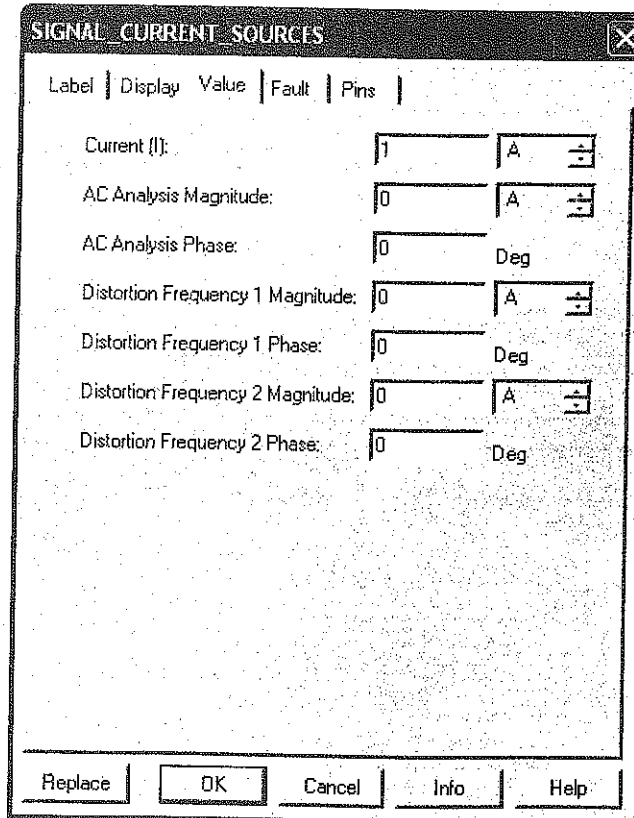 SIGNAL_CURRENT_SOURCES
Label Display Value Fault Pins
Current (I): 1 A
AC Analysis Magnitude: 0 A
AC Analysis Phase: 0 Deg
Distortion Frequency 1 Magnitude: 0 A
Distortion Frequency 1 Phase: 0 Deg
Distortion Frequency 2 Magnitude: 0 A
Distortion Frequency 2 Phase: 0 Deg
Replace OK Cancel Info Help